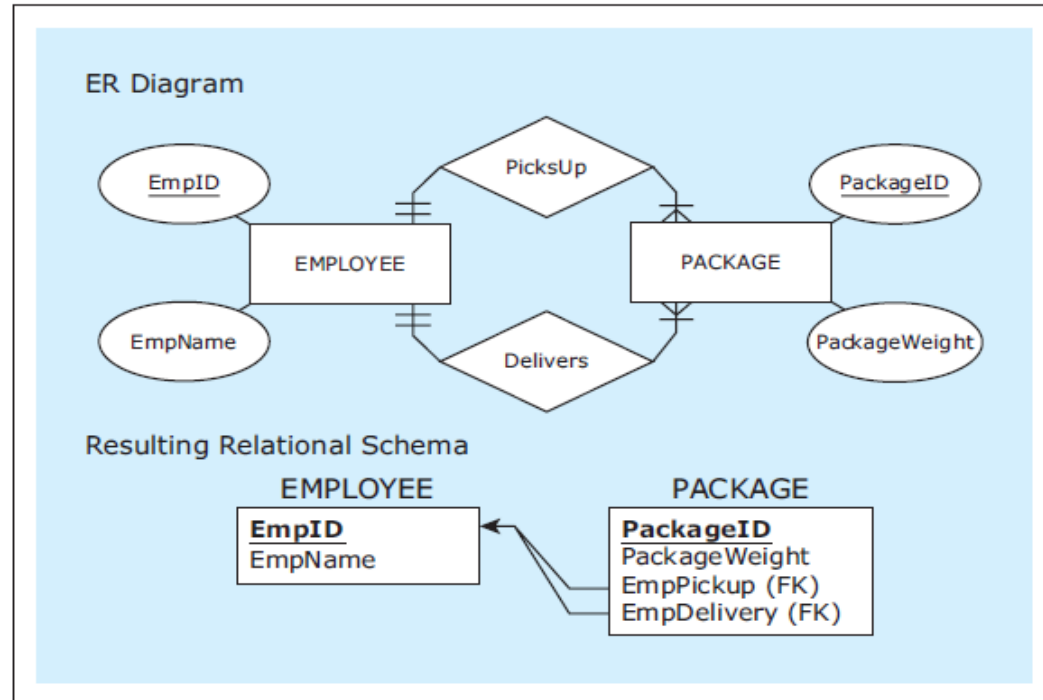 ER Diagram
PicksUp
EmpID
PackageID
EMPLOYEE
PACKAGE
EmpName
PackageWeight
Delivers
Resulting Relational Schema
EMPLOYEE
EmpID
EmpName
PACKAGE
PackageID
PackageWeight
EmpPickup (FK)
EmpDelivery (FK)